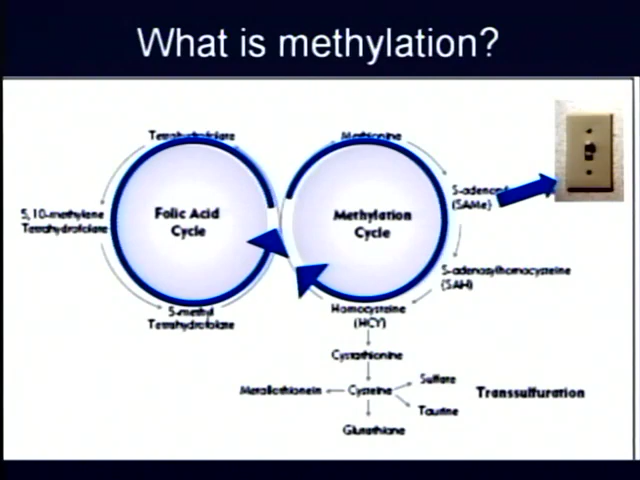 What is methylation?
Tetrahydrofolate
Methionine
5,10-methylene
Tetrahydrofolate
Folic Acid
Cycle
Methylation
Cycle
S-adenosyl
(SAMe)
S-adenosylhomocysteine
(SAH)
5-methyl
Tetrahydrofolate
Homocysteine
(HCY)
Cystathionine
Metallothionein
Cysteine
Sulfate
Taurine
Transsulfuration
Glutathione